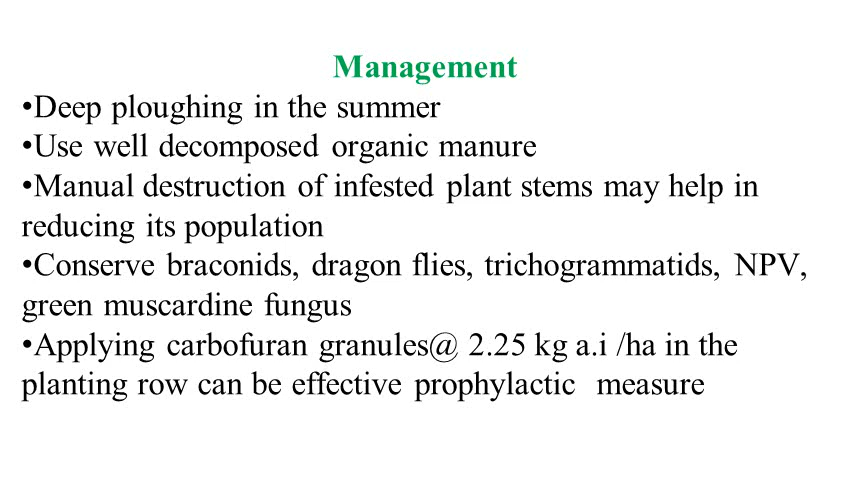 Management
•Deep ploughing in the summer
•Use well decomposed organic manure
•Manual destruction of infested plant stems may help in
reducing its population
•Conserve braconids, dragon flies, trichogrammatids, NPV,
green muscardine fungus
•Applying carbofuran granules@ 2.25 kg a.i /ha in the
planting row can be effective prophylactic measure